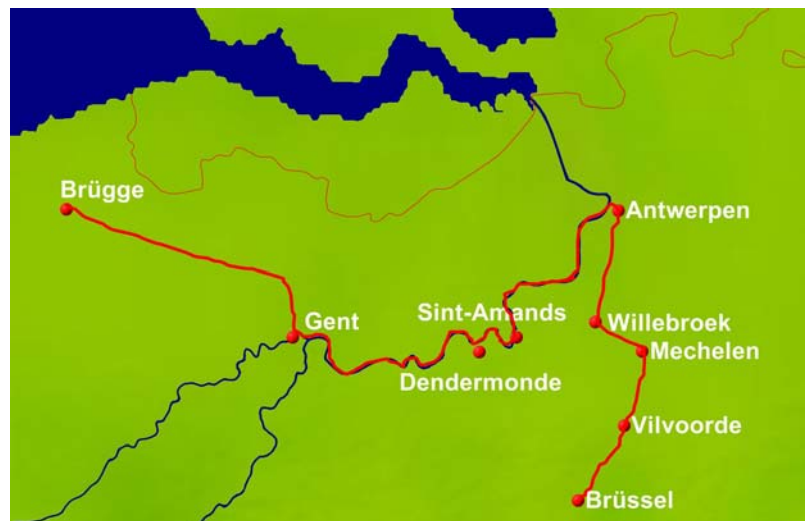 Brügge
Antwerpen
Gent
Sint-Amands
Willebroek
Mechelen
Dendermonde
Vilvoorde
Brüssel